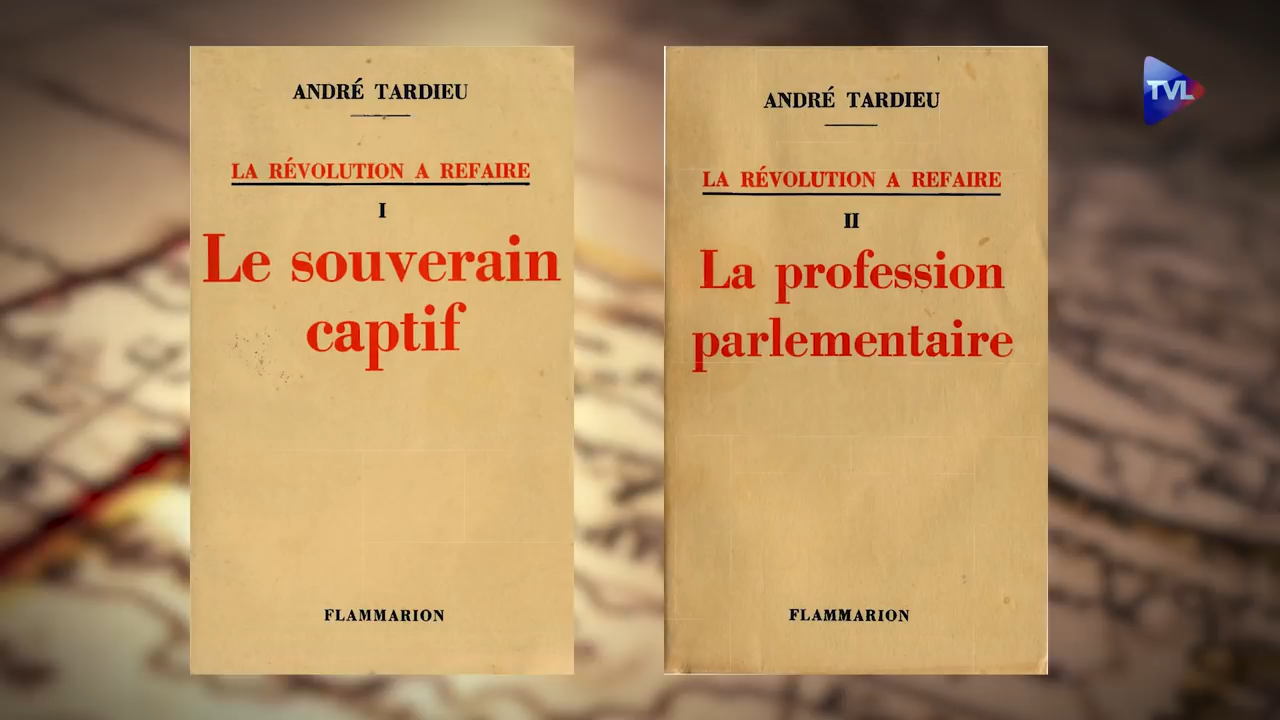 ANDRÉ TARDIEU
LA RÉVOLUTION A REFAIRE
I
Le souverain
captif
FLAMMARION
ANDRÉ TARDIEU
LA RÉVOLUTION A REFAIRE
II
La profession
parlementaire
FLAMMARION
TVL